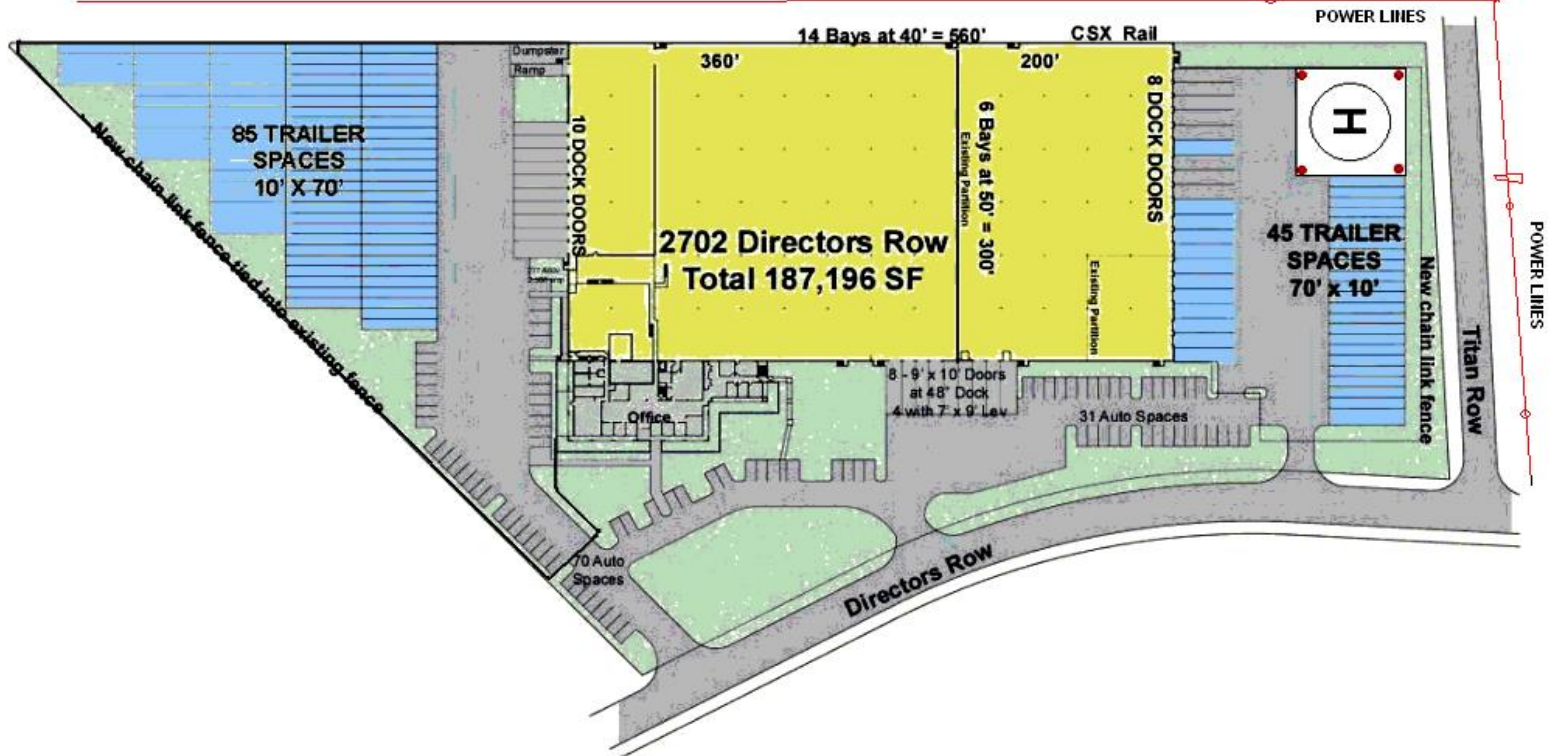 POWER LINES
14 Bays at 40' = 560'
CSX Rail
Dumpster
Ramp
360'
200'
8 DOCK DOORS
H
85 TRAILER
SPACES
10' X 70'
10 DOCK DOORS
6 Bays at 50' = 300'
Existing Partition
New chain link fence tied into existing fence
2702 Directors Row
Total 187,196 SF
45 TRAILER
SPACES
70' x 10'
POWER LINES
Existing Partition
New chain link fence
Titan Row
8 - 9' x 10' Doors
at 48" Dock
4 with 7' x 9' Lev
Office
31 Auto Spaces
70 Auto
Spaces
Directors Row